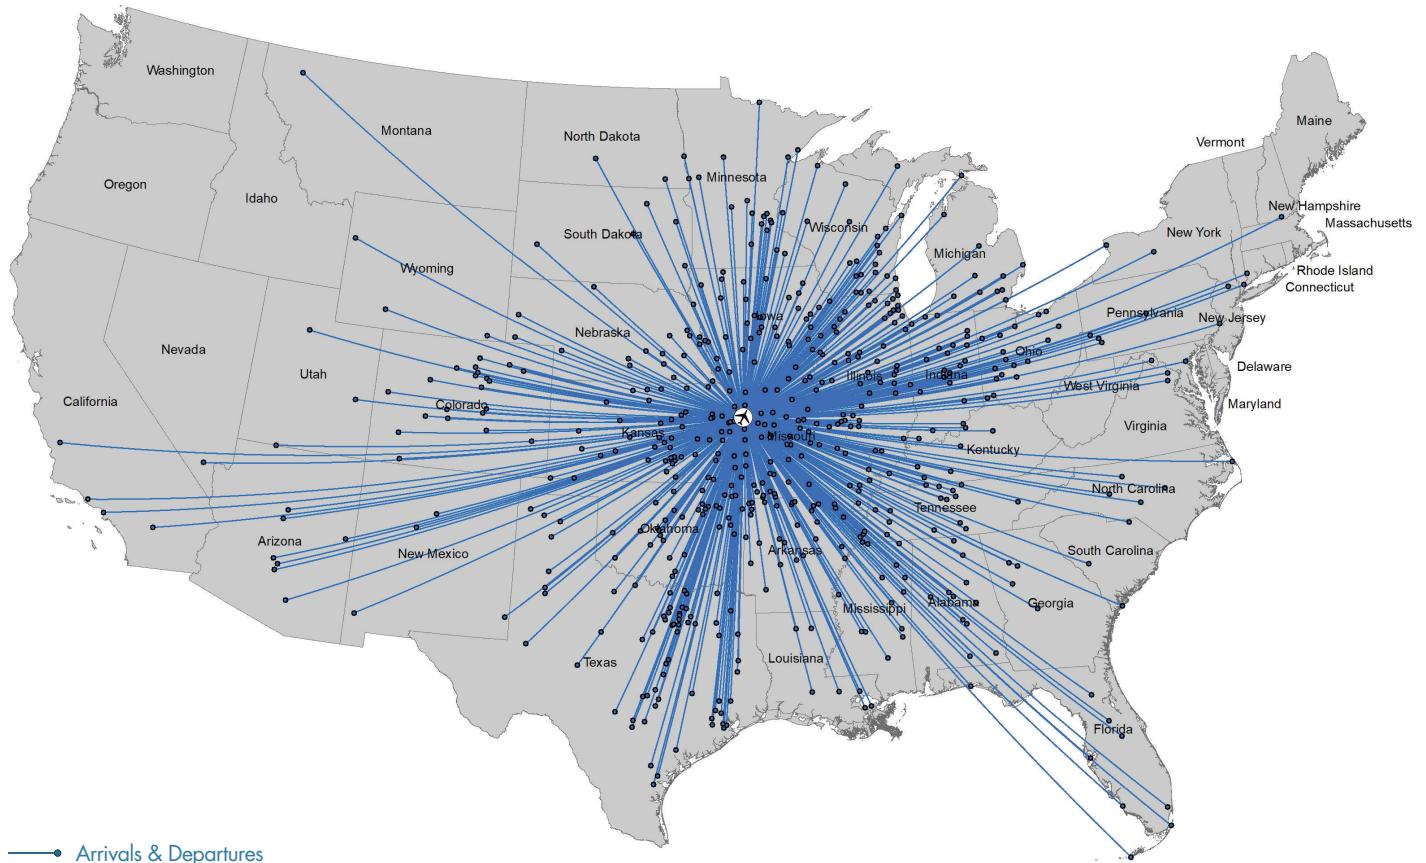 Washington
Montana
North Dakota
Minnesota
Maine
Vermont
Oregon
Idaho
New Hampshire
Massachusetts
South Dakota
Wisconsin
New York
Michigan
Wyoming
Rhode Island
Connecticut
Iowa
Pennsylvania
New Jersey
Nebraska
Nevada
Ohio
Utah
Illinois
Indiana
Delaware
West Virginia
California
Colorado
Maryland
Kansas
Missouri
Virginia
Kentucky
North Carolina
Tennessee
Oklahoma
Arizona
New Mexico
Arkansas
South Carolina
Mississippi
Alabama
Georgia
Texas
Louisiana
Florida
Arrivals & Departures